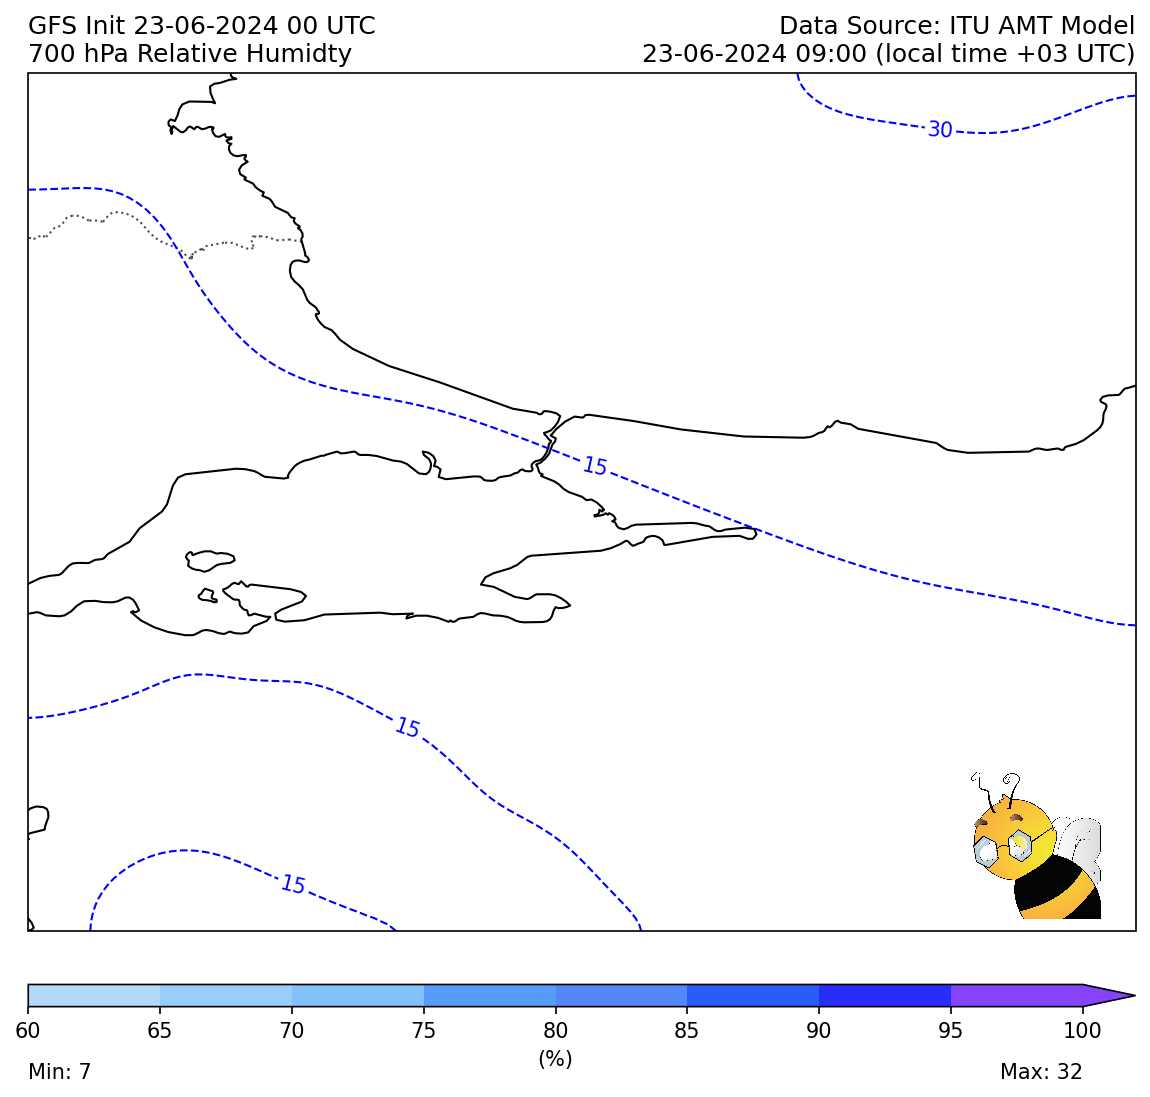 GFS Init 23-06-2024 00 UTC
Data Source: ITU AMT Model
700 hPa Relative Humidty
23-06-2024 09:00 (local time +03 UTC)
30
15
15
15
60 65 70 75 80 85 90 95 100
(%)
Min: 7
Max: 32